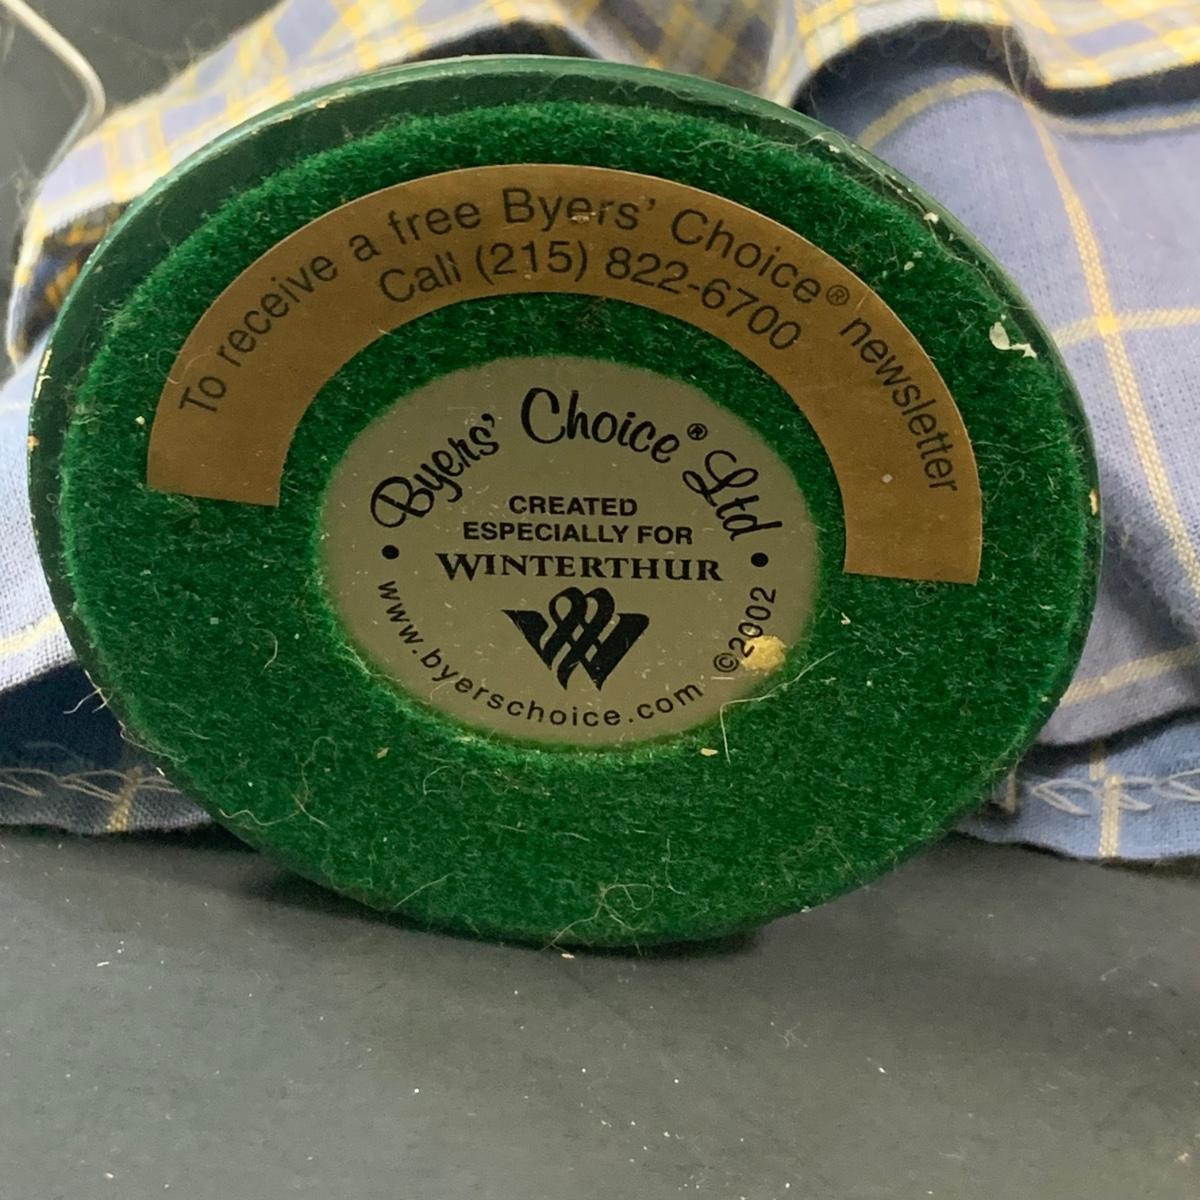 To receive a free Byers' Choice® newsletter
Call (215) 822-6700
Byers' Choice® Ltd
CREATED
ESPECIALLY FOR
WINTERTHUR
• www.byerschoice.com ©2002 •